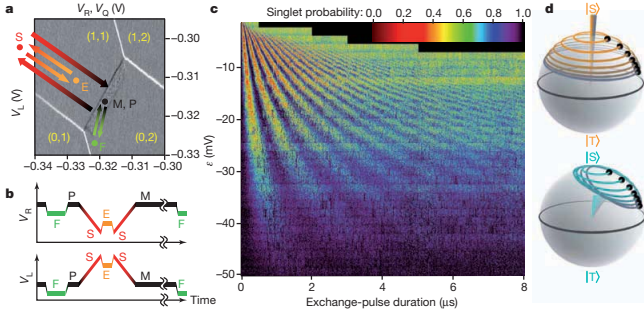 a
V_R, V_Q (V)
(1,1)
(1,2)
S
E
M, P
F
(0,1)
(0,2)
V_L (V)
–0.30
–0.31
–0.32
–0.33
–0.34
–0.33
–0.32
–0.31
–0.30
b
V_R
P
E
F
S
S
M
F
V_L
F
P
S
E
S
M
F
Time
c
Singlet probability:
0.0
0.2
0.4
0.6
0.8
1.0
ε (mV)
0
–10
–20
–30
–40
–50
0
2
4
6
8
Exchange-pulse duration (μs)
d
|S⟩
|T⟩
|S⟩
|T⟩